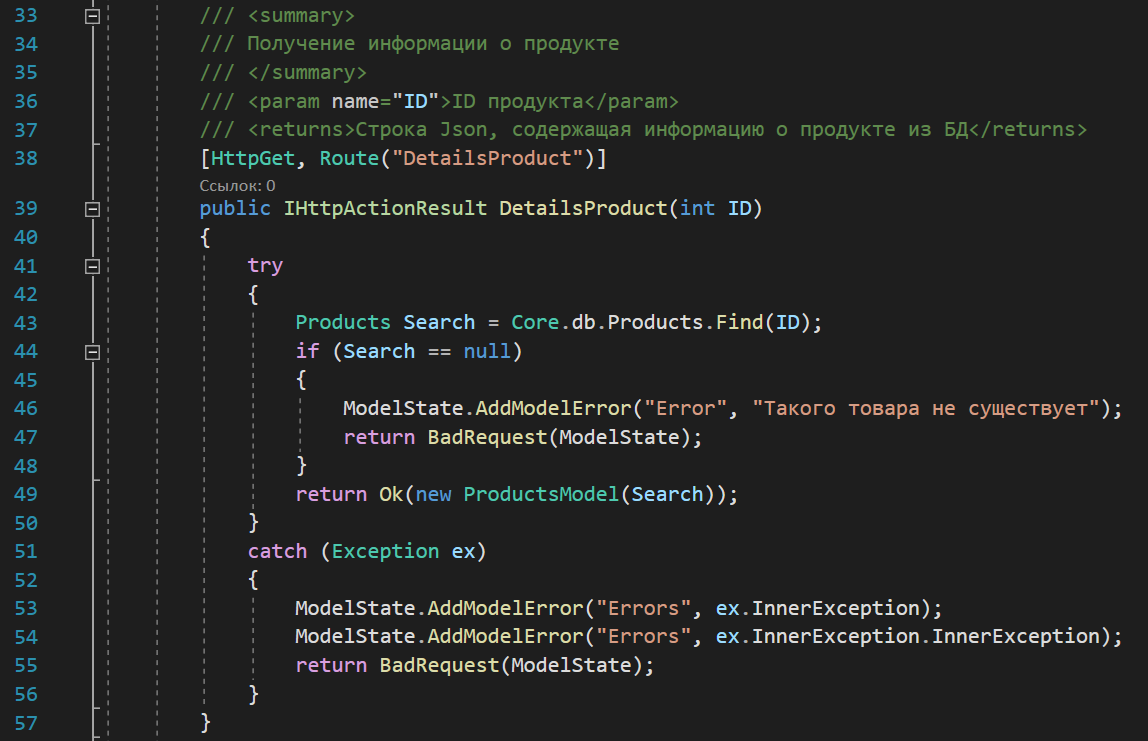 33 /// <summary>
34 /// Получение информации о продукте
35 /// </summary>
36 /// <param name="ID">ID продукта</param>
37 /// <returns>Строка Json, содержащая информацию о продукте из БД</returns>
38 [HttpGet, Route("DetailsProduct")]
Ссылок: 0
39 public IHttpActionResult DetailsProduct(int ID)
40 {
41 try
42 {
43 Products Search = Core.db.Products.Find(ID);
44 if (Search == null)
45 {
46 ModelState.AddModelError("Error", "Такого товара не существует");
47 return BadRequest(ModelState);
48 }
49 return Ok(new ProductsModel(Search));
50 }
51 catch (Exception ex)
52 {
53 ModelState.AddModelError("Errors", ex.InnerException);
54 ModelState.AddModelError("Errors", ex.InnerException.InnerException);
55 return BadRequest(ModelState);
56 }
57 }